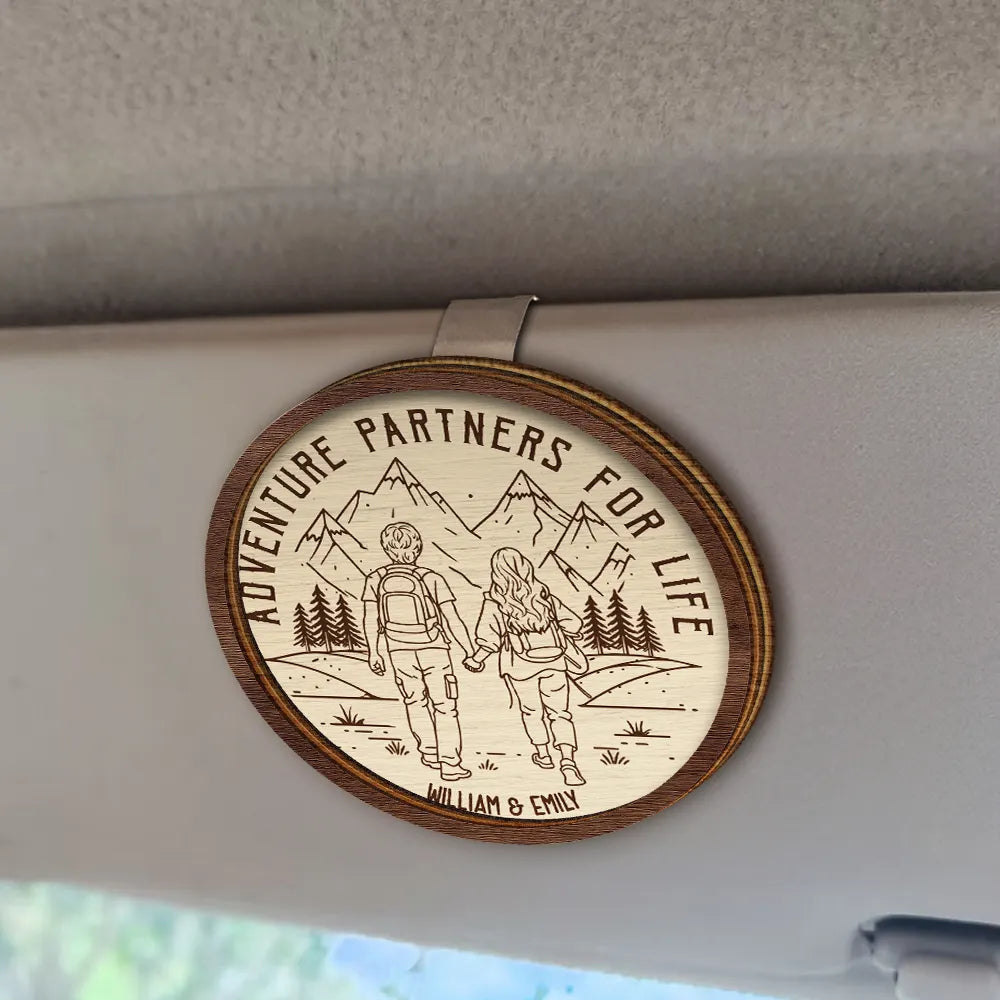 ADVENTURE PARTNERS FOR LIFE
WILLIAM & EMILY